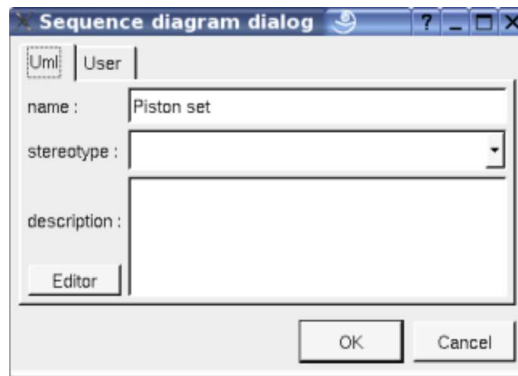 Sequence diagram dialog ? _
Uml User
name : Piston set
stereotype :
description :
Editor
OK Cancel